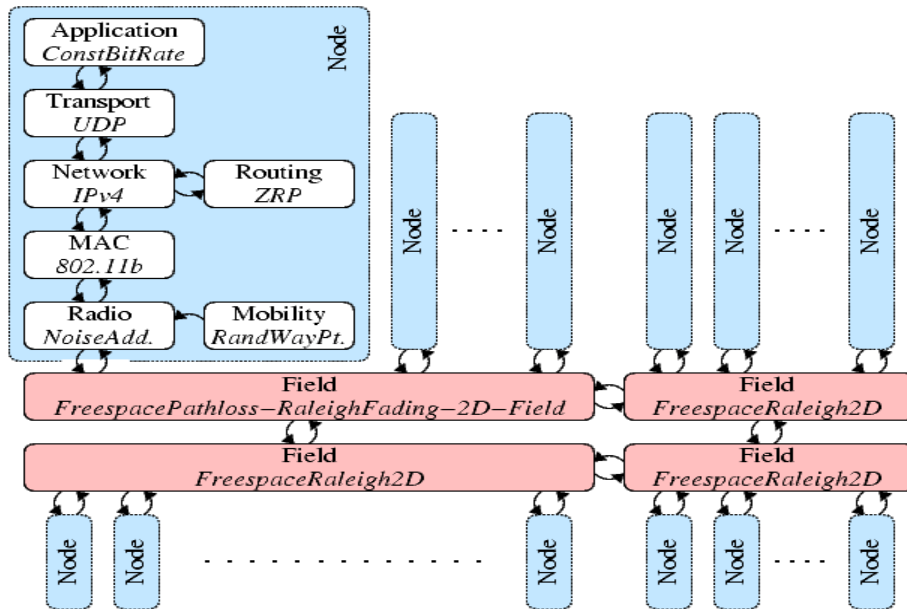 Application
ConstBitRate
Node
Transport
UDP
Network
IPv4
Routing
ZRP
MAC
802.11b
Radio
NoiseAdd.
Mobility
RandWayPt.
Node
. . . .
Node
Node
Node
. . . .
Node
Field
FreespacePathloss-RaleighFading-2D-Field
Field
FreespaceRaleigh2D
Field
FreespaceRaleigh2D
Field
FreespaceRaleigh2D
Node
Node
. . . . . . . . . . . . . . .
Node
Node
Node
. . . .
Node